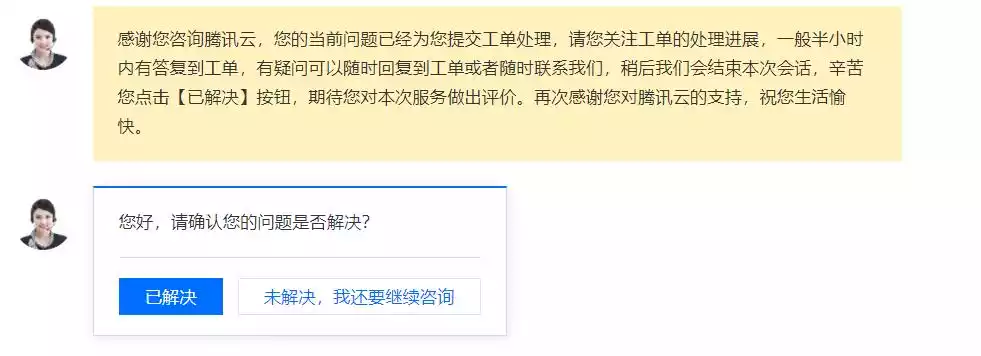 感谢您咨询腾讯云，您的当前问题已经为您提交工单处理，请您关注工单的处理进展，一般半小时
内有答复到工单，有疑问可以随时回复到工单或者随时联系我们，稍后我们会结束本次会话，辛苦
您点击【已解决】按钮，期待您对本次服务做出评价。再次感谢您对腾讯云的支持，祝您生活愉
快。
您好，请确认您的问题是否解决？
已解决
未解决，我还要继续咨询